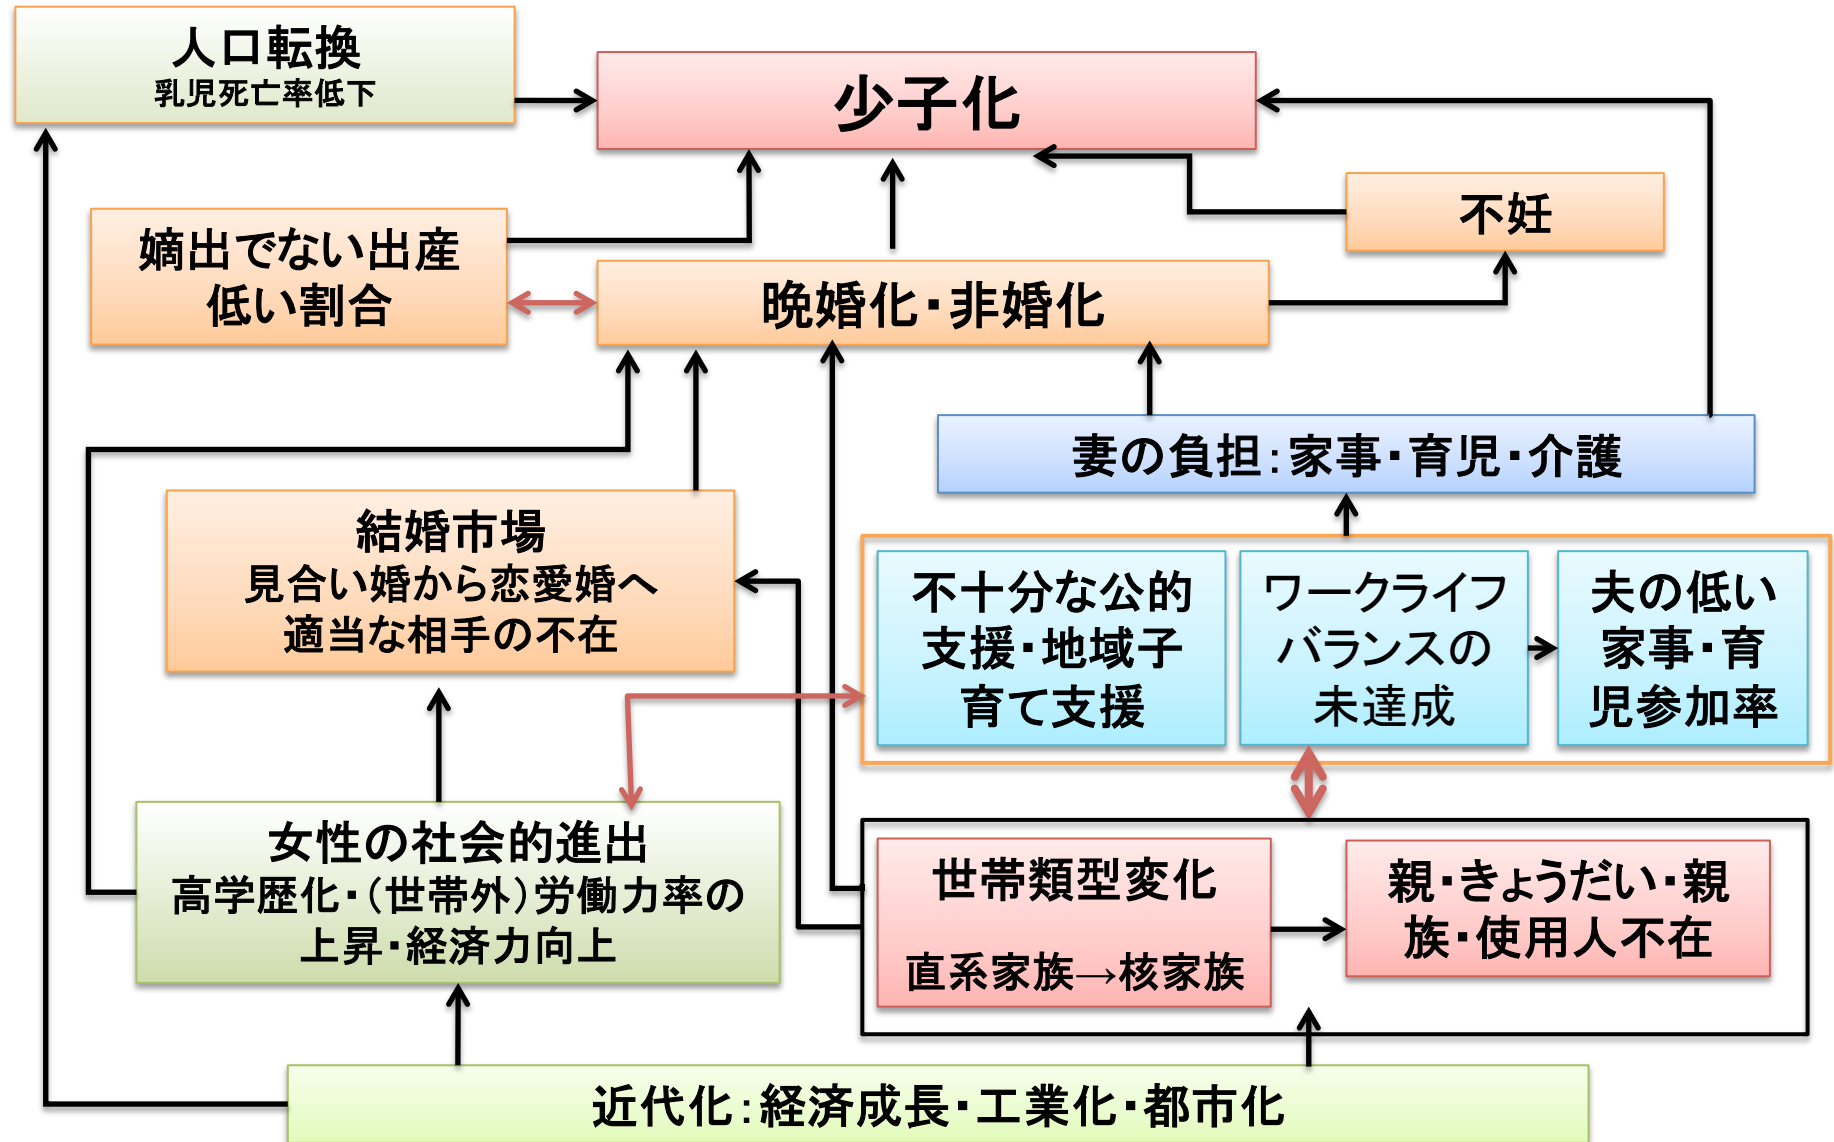 人口転換
乳児死亡率低下
少子化
不妊
嫡出でない出産
低い割合
晩婚化・非婚化
妻の負担：家事・育児・介護
結婚市場
見合い婚から恋愛婚へ
適当な相手の不在
不十分な公的
支援・地域子
育て支援
ワークライフ
バランスの
未達成
夫の低い
家事・育
児参加率
女性の社会的進出
高学歴化・（世帯外）労働力率の
上昇・経済力向上
世帯類型変化
直系家族→核家族
親・きょうだい・親
族・使用人不在
近代化：経済成長・工業化・都市化